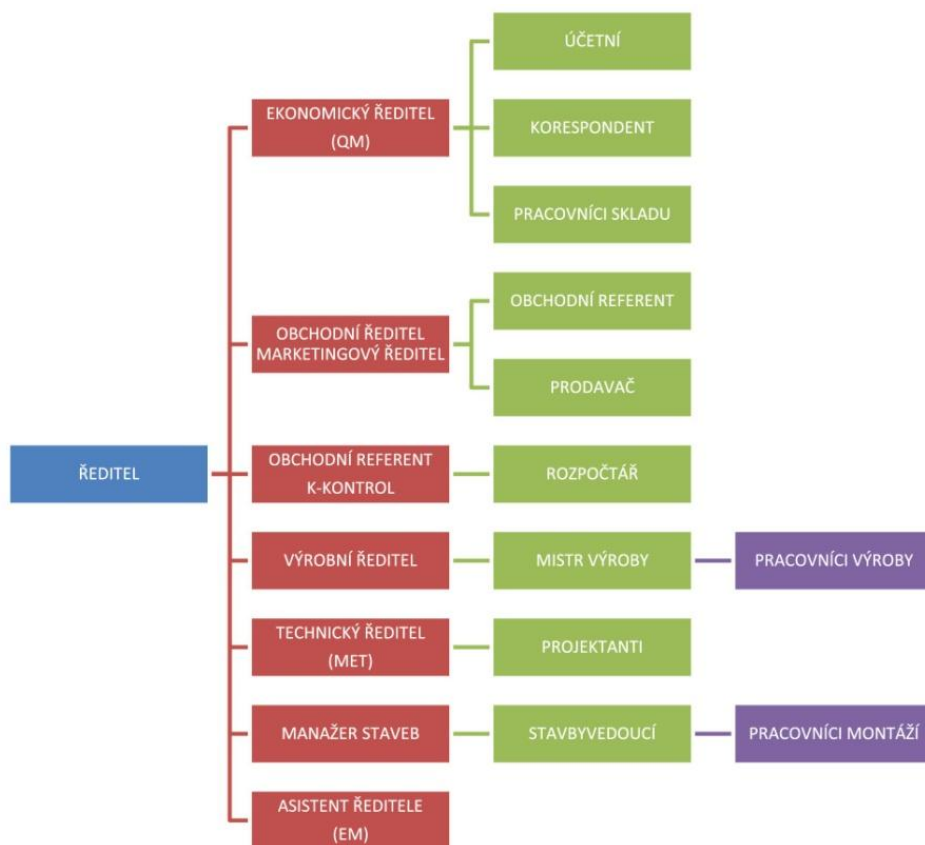 ÚČETNÍ
EKONOMICKÝ ŘEDITEL
(QM)
KORESPONDENT
PRACOVNÍCI SKLADU
OBCHODNÍ REFERENT
OBCHODNÍ ŘEDITEL
MARKETINGOVÝ ŘEDITEL
PRODAVAČ
ŘEDITEL
OBCHODNÍ REFERENT
K-KONTROL
ROZPOČTÁŘ
VÝROBNÍ ŘEDITEL
MISTR VÝROBY
PRACOVNÍCI VÝROBY
TECHNICKÝ ŘEDITEL
(MET)
PROJEKTANTI
MANAŽER STAVEB
STAVBYVEDOUCÍ
PRACOVNÍCI MONTÁŽÍ
ASISTENT ŘEDITELE
(EM)